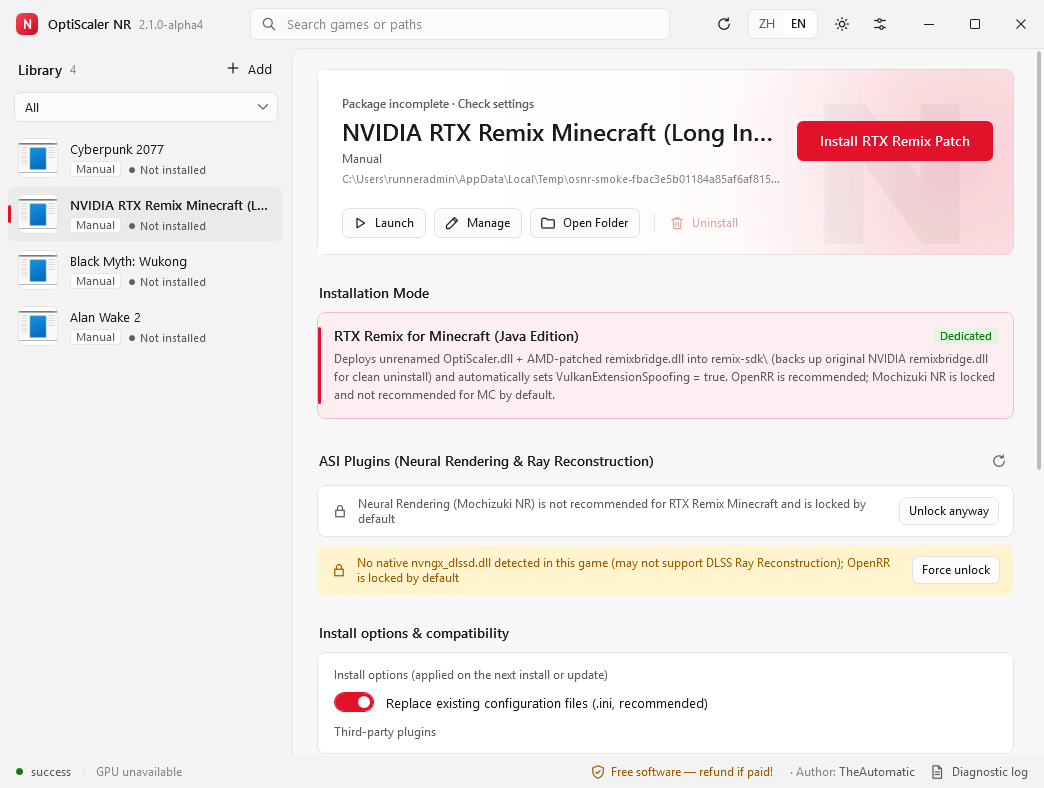 N OptiScaler NR 2.1.0-alpha4
Search games or paths
ZH EN
Library 4
Add
All
Cyberpunk 2077
Manual ● Not installed
NVIDIA RTX Remix Minecraft (L...
Manual ● Not installed
Black Myth: Wukong
Manual ● Not installed
Alan Wake 2
Manual ● Not installed
Package incomplete · Check settings
NVIDIA RTX Remix Minecraft (Long In...
Manual
C:\Users\runneradmin\AppData\Local\Temp\osnr-smoke-fbac3e5b01184a85af6af815...
N
Install RTX Remix Patch
Launch
Manage
Open Folder
Uninstall
Installation Mode
RTX Remix for Minecraft (Java Edition)
Dedicated
Deploys unrenamed OptiScaler.dll + AMD-patched remixbridge.dll into remix-sdk\ (backs up original NVIDIA remixbridge.dll
for clean uninstall) and automatically sets VulkanExtensionSpoofing = true. OpenRR is recommended; Mochizuki NR is locked
and not recommended for MC by default.
ASI Plugins (Neural Rendering & Ray Reconstruction)
Neural Rendering (Mochizuki NR) is not recommended for RTX Remix Minecraft and is locked by
default
Unlock anyway
No native nvngx_dlssd.dll detected in this game (may not support DLSS Ray Reconstruction); OpenRR
is locked by default
Force unlock
Install options & compatibility
Install options (applied on the next install or update)
Replace existing configuration files (.ini, recommended)
Third-party plugins
● success
GPU unavailable
Free software — refund if paid!
· Author: TheAutomatic
Diagnostic log